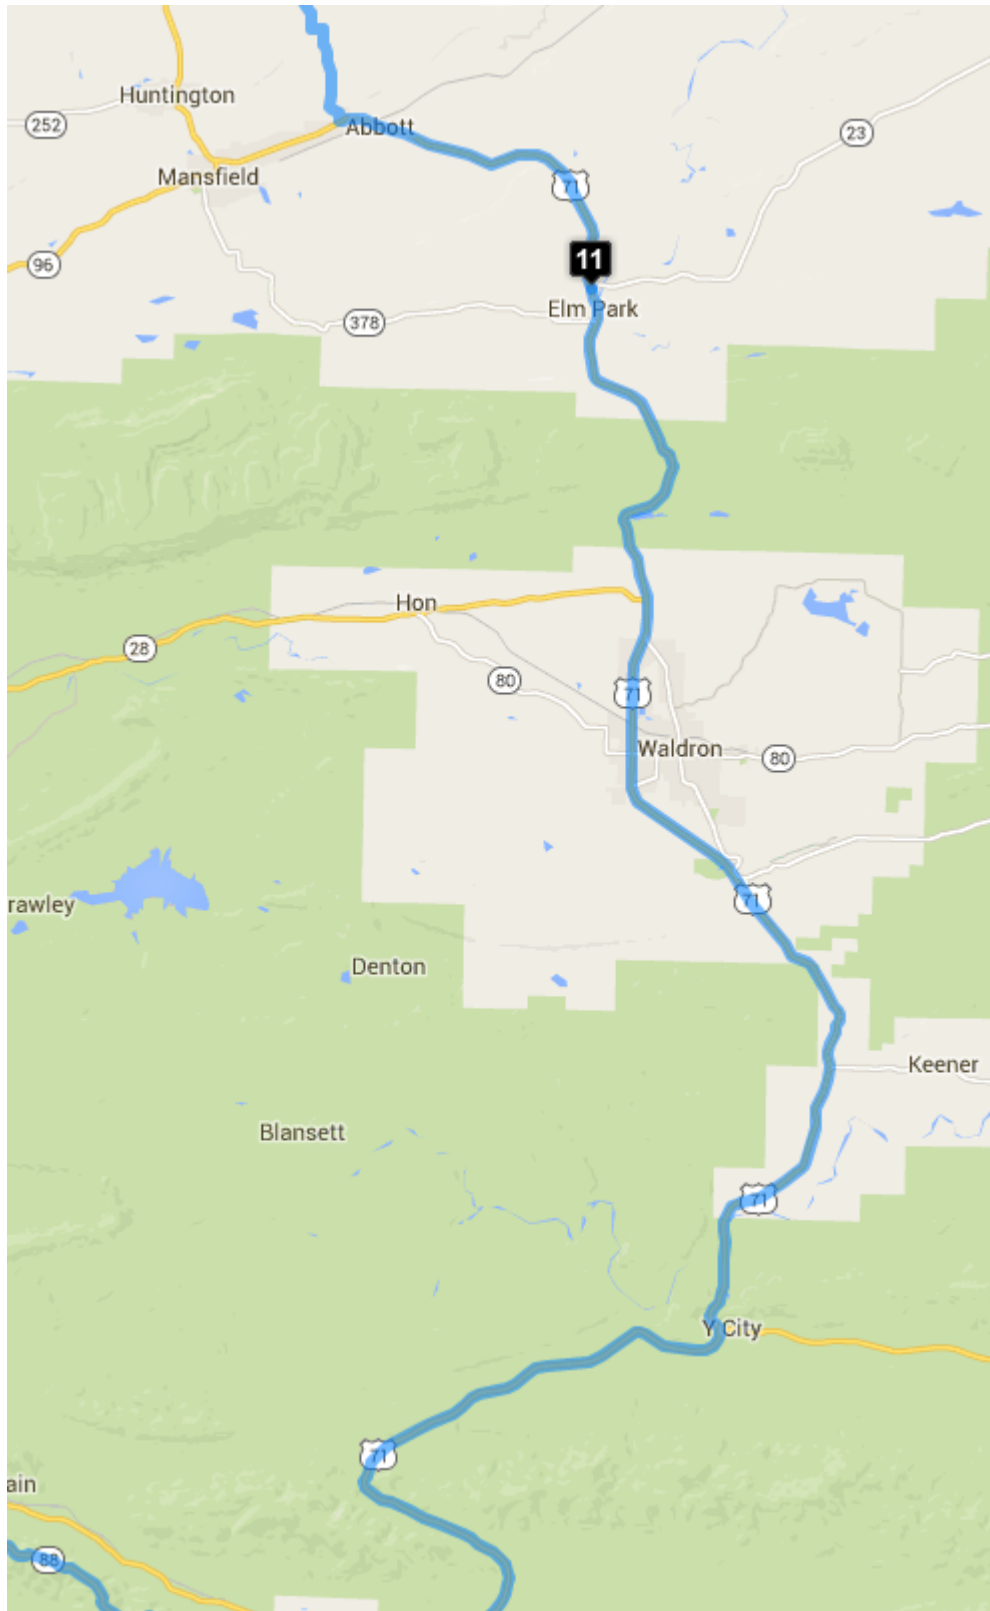 Huntington
252
Abbott
23
Mansfield
71
96
11
Elm Park
378
Hon
28
80
71
Waldron
80
71
rawley
Denton
Keener
Blansett
71
Y City
71
ain
88